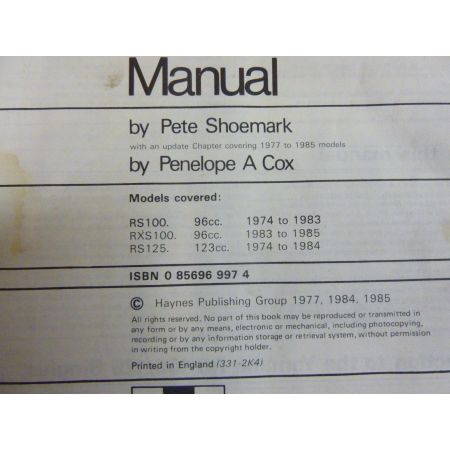 Manual
by Pete Shoemark
with an update Chapter covering 1977 to 1985 models
by Penelope A Cox
Models covered:
RS100. 96cc. 1974 to 1983
RXS100. 96cc. 1983 to 1985
RS125. 123cc. 1974 to 1984
ISBN 0 85696 997 4
© Haynes Publishing Group 1977, 1984, 1985
All rights reserved. No part of this book may be reproduced or transmitted in
any form or by any means, electronic or mechanical, including photocopying,
recording or by any information storage or retrieval system, without permission
in writing from the copyright holder.
Printed in England (331-2K4)